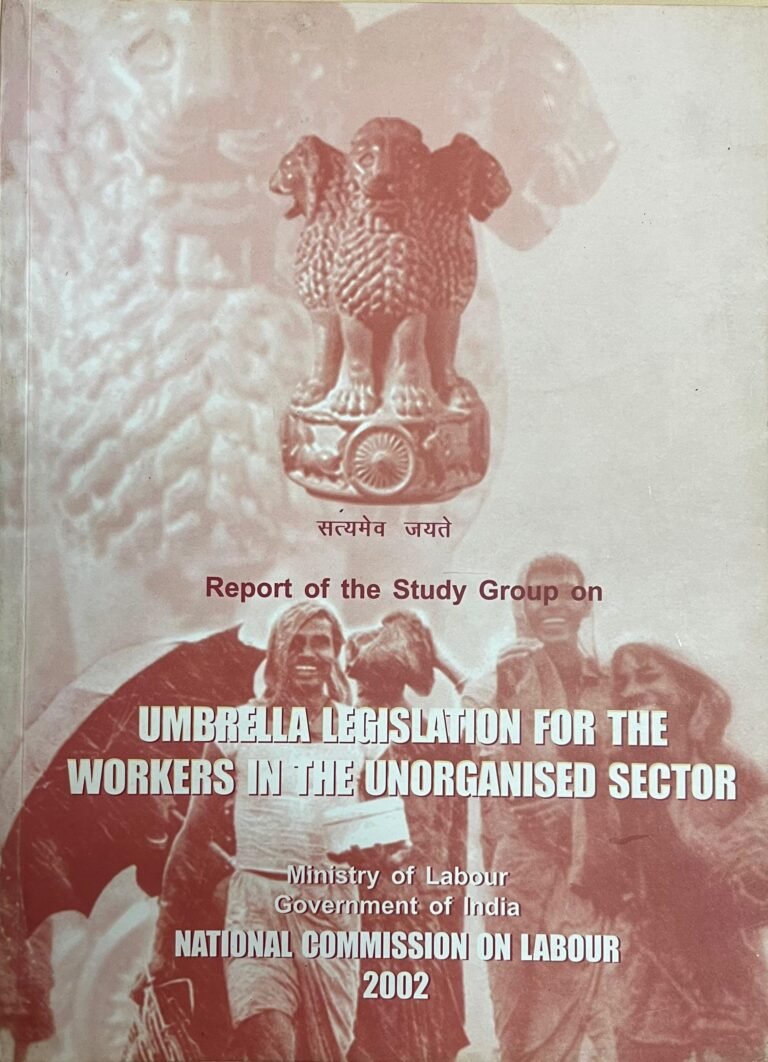 सत्यमेव जयते
Report of the Study Group on
UMBRELLA LEGISLATION FOR THE
WORKERS IN THE UNORGANISED SECTOR
Ministry of Labour
Government of India
NATIONAL COMMISSION ON LABOUR
2002